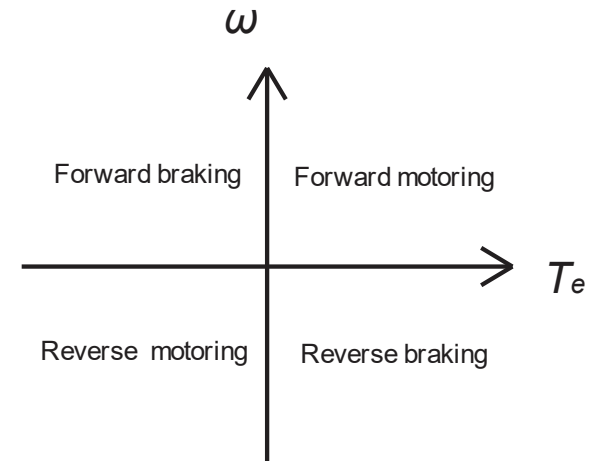 ω
Forward braking
Forward motoring
Te
Reverse motoring
Reverse braking